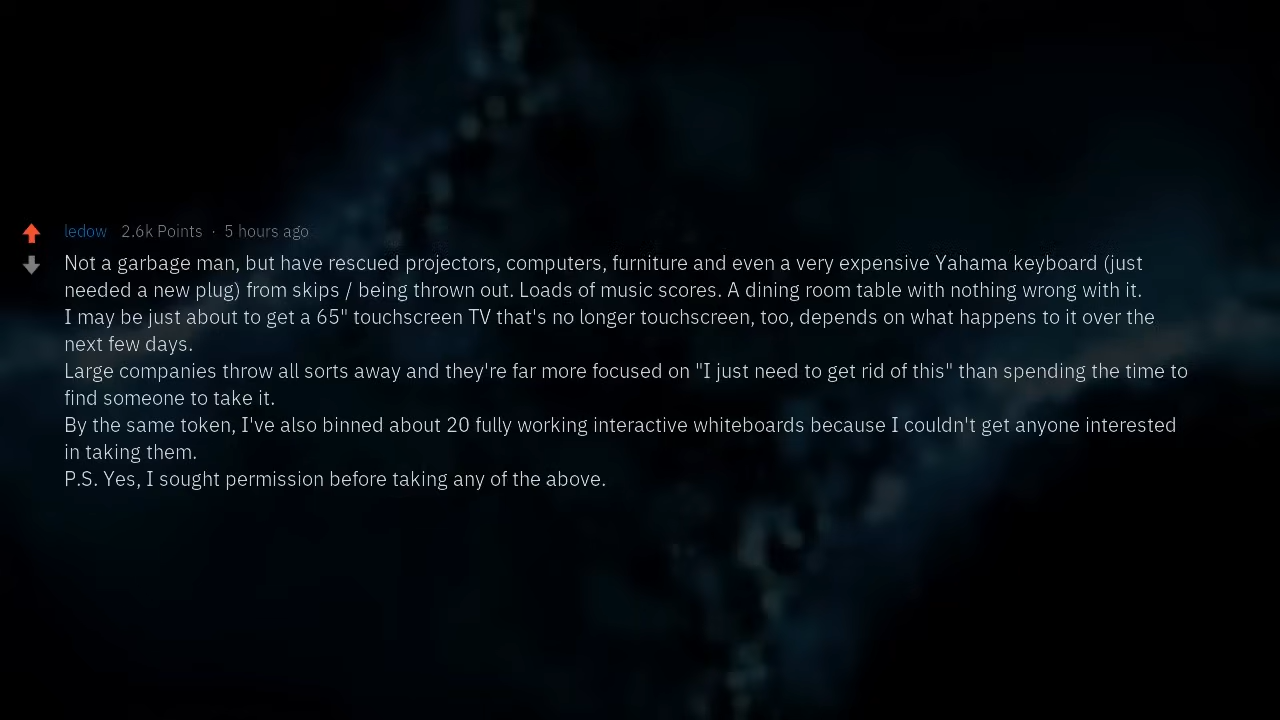 ledow 2.6k Points · 5 hours ago
Not a garbage man, but have rescued projectors, computers, furniture and even a very expensive Yahama keyboard (just
needed a new plug) from skips / being thrown out. Loads of music scores. A dining room table with nothing wrong with it.
I may be just about to get a 65" touchscreen TV that's no longer touchscreen, too, depends on what happens to it over the
next few days.
Large companies throw all sorts away and they're far more focused on "I just need to get rid of this" than spending the time to
find someone to take it.
By the same token, I've also binned about 20 fully working interactive whiteboards because I couldn't get anyone interested
in taking them.
P.S. Yes, I sought permission before taking any of the above.